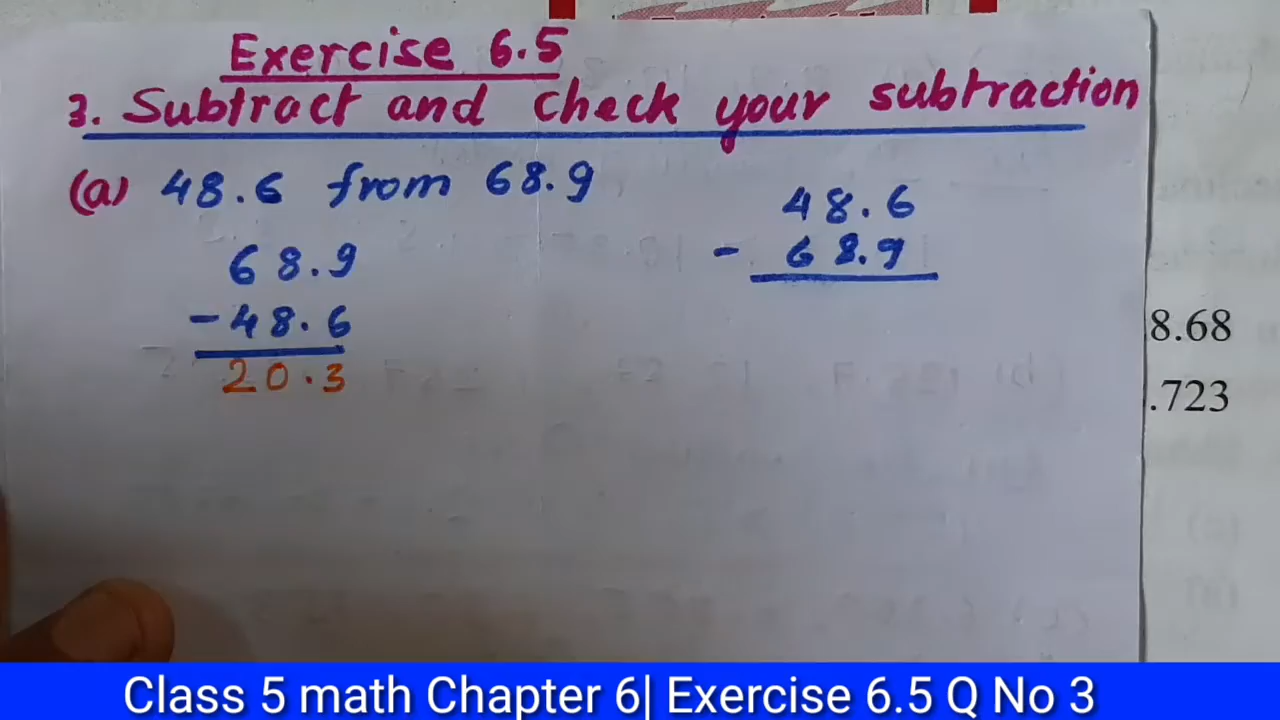 Exercise 6.5
3. Subtract and check your subtraction
(a) 48.6 from 68.9
68.9
-48.6
20.3
48.6
- 68.9
8.68
.723
Class 5 math Chapter 6| Exercise 6.5 Q No 3